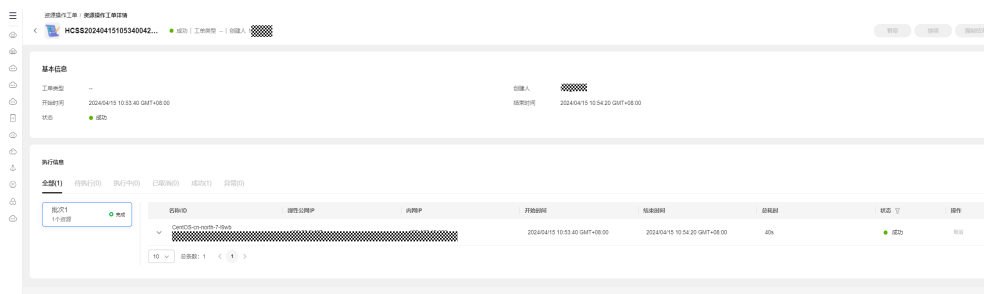 资源操作工单 / 资源操作工单详情
HCSS20240415105340042... 成功 | 工单类型 -- | 创建人
基本信息
工单类型 --
创建人
开始时间 2024/04/15 10:53:40 GMT+08:00
结束时间 2024/04/15 10:54:20 GMT+08:00
状态 成功
执行信息
全部(1) 待执行(0) 执行中(0) 已取消(0) 成功(1) 异常(0)
批次1
1个资源
完成
名称/ID 弹性公网IP 内网IP 开始时间 结束时间 总耗时 状态 操作
CentOS-cn-north-7-Iswb
2024/04/15 10:53:40 GMT+08:00 2024/04/15 10:54:20 GMT+08:00 40s 成功
10 总条数: 1 < 1 >